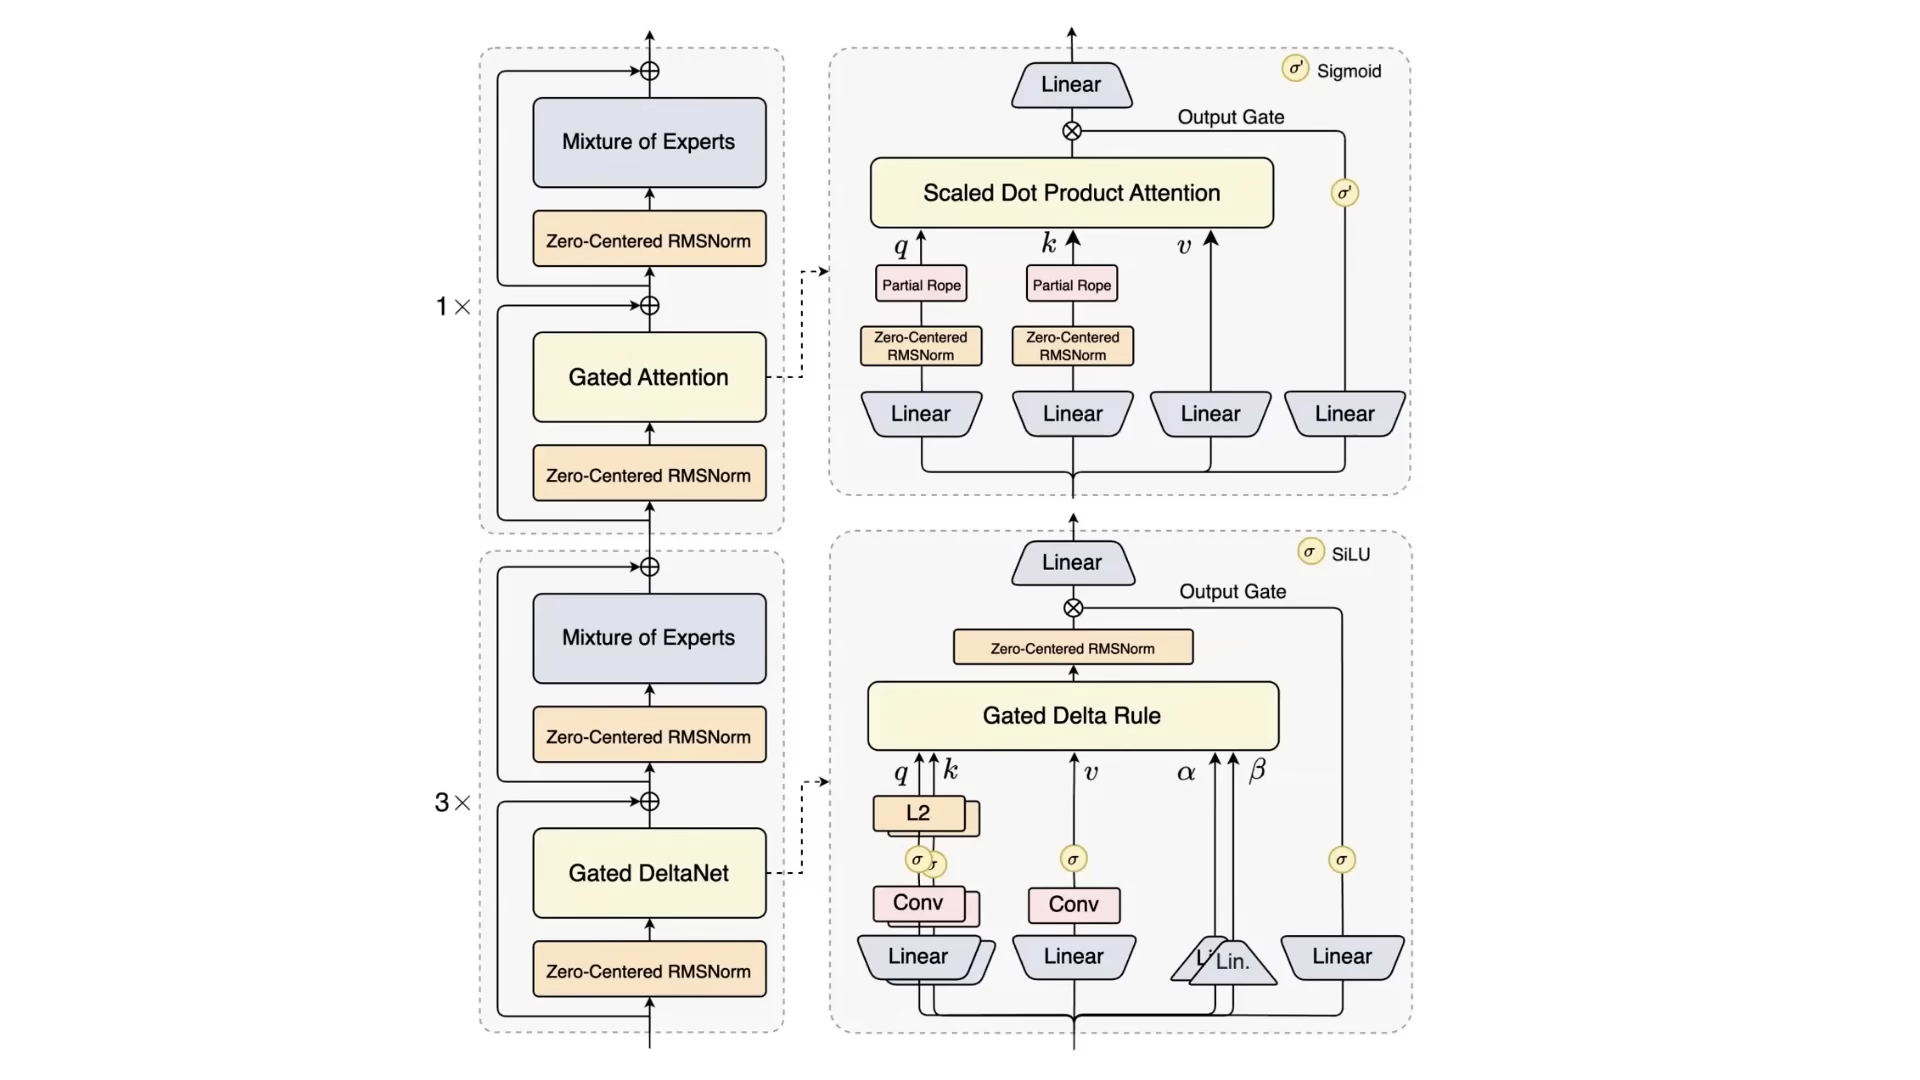 Mixture of Experts
Zero-Centered RMSNorm
1×
Gated Attention
Zero-Centered RMSNorm
Mixture of Experts
Zero-Centered RMSNorm
3×
Gated DeltaNet
Zero-Centered RMSNorm
σ' Sigmoid
Linear
Output Gate
Scaled Dot Product Attention
σ'
q k v
Partial Rope Partial Rope
Zero-Centered Zero-Centered
RMSNorm RMSNorm
Linear Linear Linear Linear
σ SiLU
Linear
Output Gate
Zero-Centered RMSNorm
Gated Delta Rule
q k v α β
L2
σ σ σ σ
Conv Conv
Linear Linear Lin. Linear